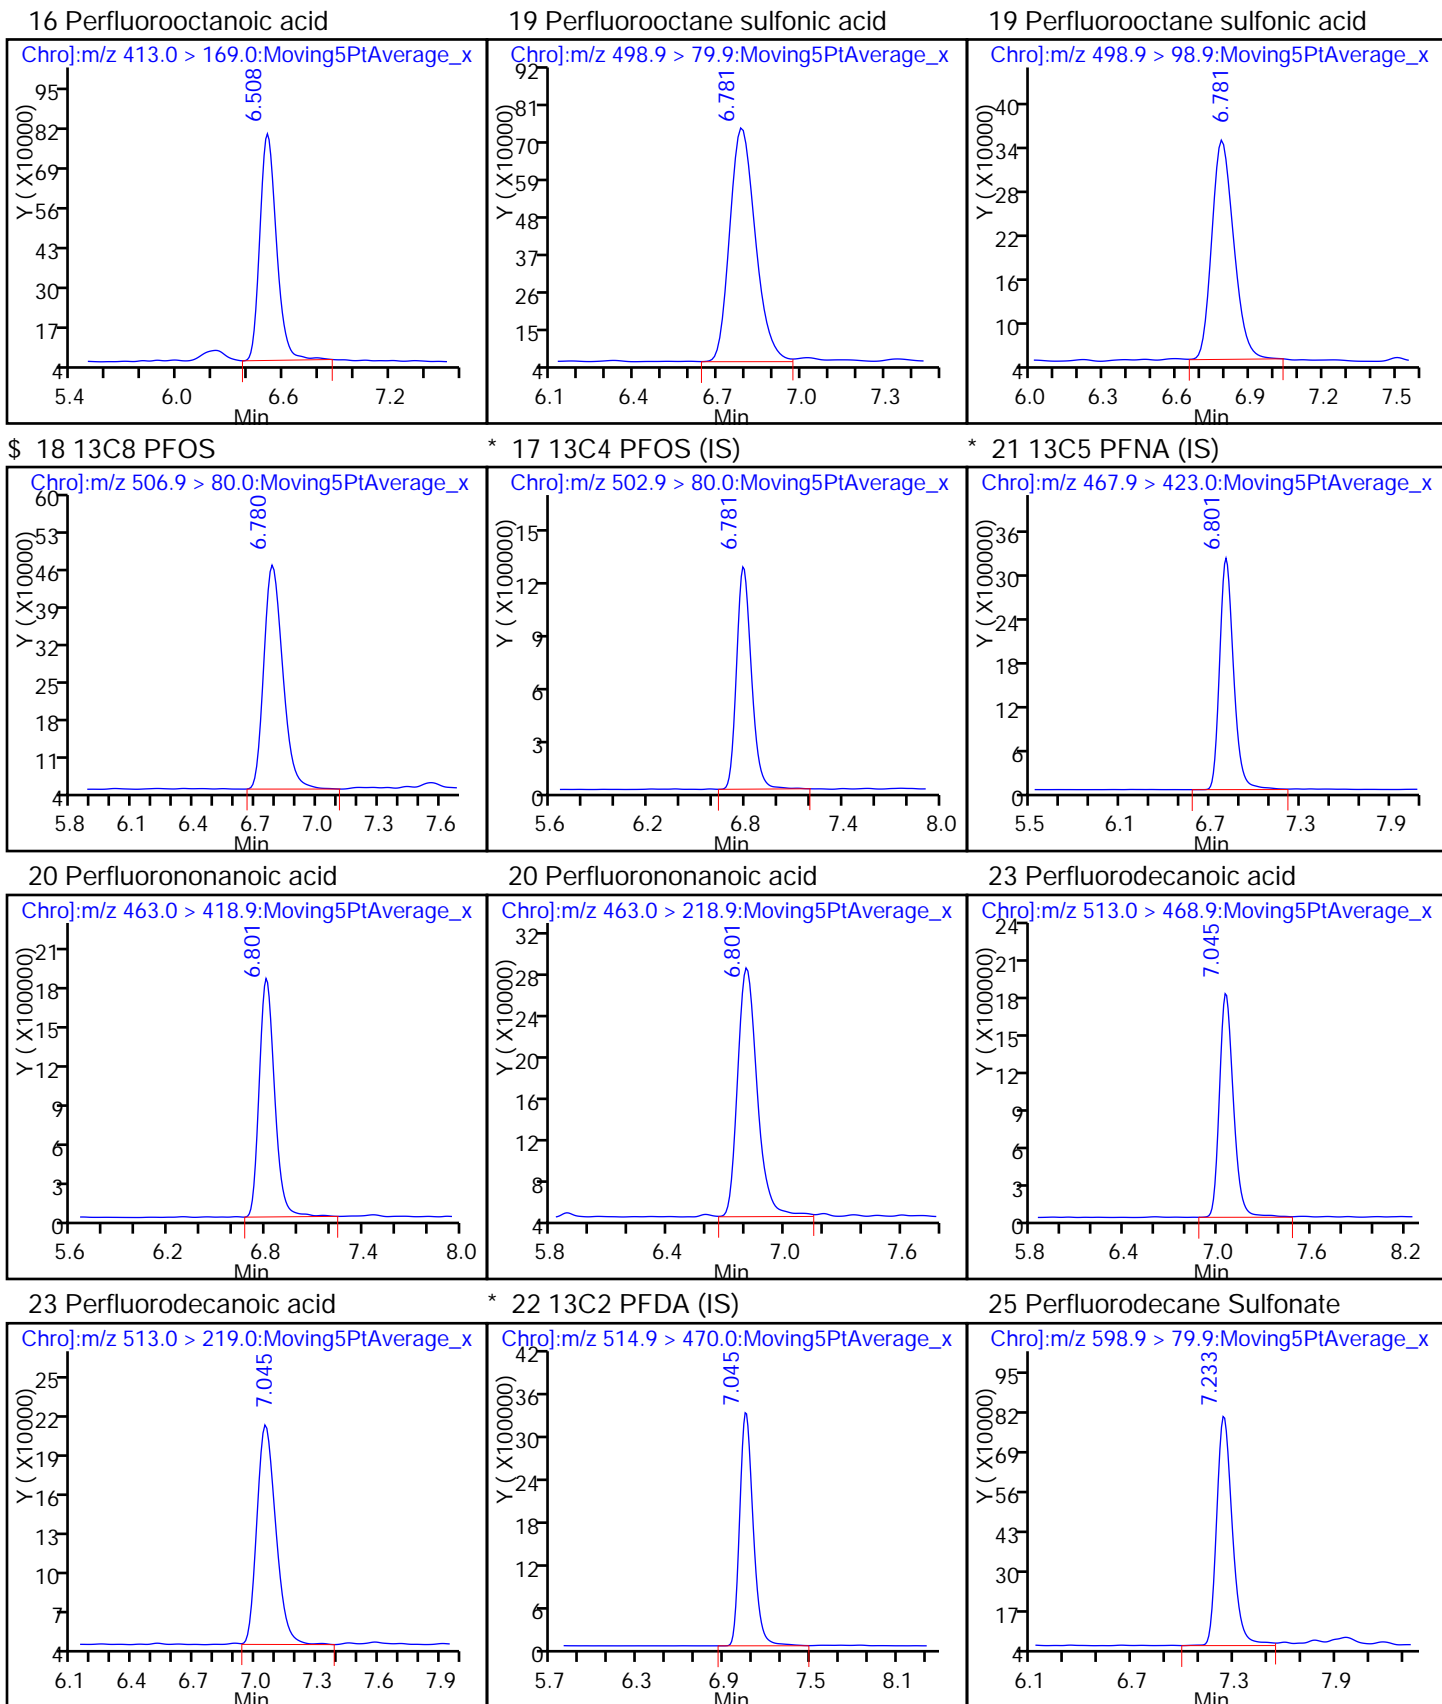 16 Perfluorooctanoic acid
Chro]:m/z 413.0 > 169.0:Moving5PtAverage_x
6.508
Y ( X10000)
95
82
69
56
43
30
17
4
5.4 6.0 6.6 7.2
Min
19 Perfluorooctane sulfonic acid
Chro]:m/z 498.9 > 79.9:Moving5PtAverage_x
6.781
Y ( X10000)
92
81
70
59
48
37
26
15
4
6.1 6.4 6.7 7.0 7.3
Min
19 Perfluorooctane sulfonic acid
Chro]:m/z 498.9 > 98.9:Moving5PtAverage_x
6.781
Y ( X10000)
40
34
28
22
16
10
4
6.0 6.3 6.6 6.9 7.2 7.5
Min
$ 18 13C8 PFOS
Chro]:m/z 506.9 > 80.0:Moving5PtAverage_x
6.780
Y ( X10000)
60
53
46
39
32
25
18
11
4
5.8 6.1 6.4 6.7 7.0 7.3 7.6
Min
* 17 13C4 PFOS (IS)
Chro]:m/z 502.9 > 80.0:Moving5PtAverage_x
6.781
Y ( X100000)
15
12
9
6
3
0
5.6 6.2 6.8 7.4 8.0
Min
* 21 13C5 PFNA (IS)
Chro]:m/z 467.9 > 423.0:Moving5PtAverage_x
6.801
Y ( X100000)
36
30
24
18
12
6
0
5.5 6.1 6.7 7.3 7.9
Min
20 Perfluorononanoic acid
Chro]:m/z 463.0 > 418.9:Moving5PtAverage_x
6.801
Y ( X100000)
21
18
15
12
9
6
3
0
5.6 6.2 6.8 7.4 8.0
Min
20 Perfluorononanoic acid
Chro]:m/z 463.0 > 218.9:Moving5PtAverage_x
6.801
Y ( X10000)
32
28
24
20
16
12
8
4
5.8 6.4 7.0 7.6
Min
23 Perfluorodecanoic acid
Chro]:m/z 513.0 > 468.9:Moving5PtAverage_x
7.045
Y ( X100000)
24
21
18
15
12
9
6
3
0
5.8 6.4 7.0 7.6 8.2
Min
23 Perfluorodecanoic acid
Chro]:m/z 513.0 > 219.0:Moving5PtAverage_x
7.045
Y ( X10000)
25
22
19
16
13
10
7
4
6.1 6.4 6.7 7.0 7.3 7.6 7.9
Min
* 22 13C2 PFDA (IS)
Chro]:m/z 514.9 > 470.0:Moving5PtAverage_x
7.045
Y ( X100000)
42
36
30
24
18
12
6
0
5.7 6.3 6.9 7.5 8.1
Min
25 Perfluorodecane Sulfonate
Chro]:m/z 598.9 > 79.9:Moving5PtAverage_x
7.233
Y ( X10000)
95
82
69
56
43
30
17
4
6.1 6.7 7.3 7.9
Min